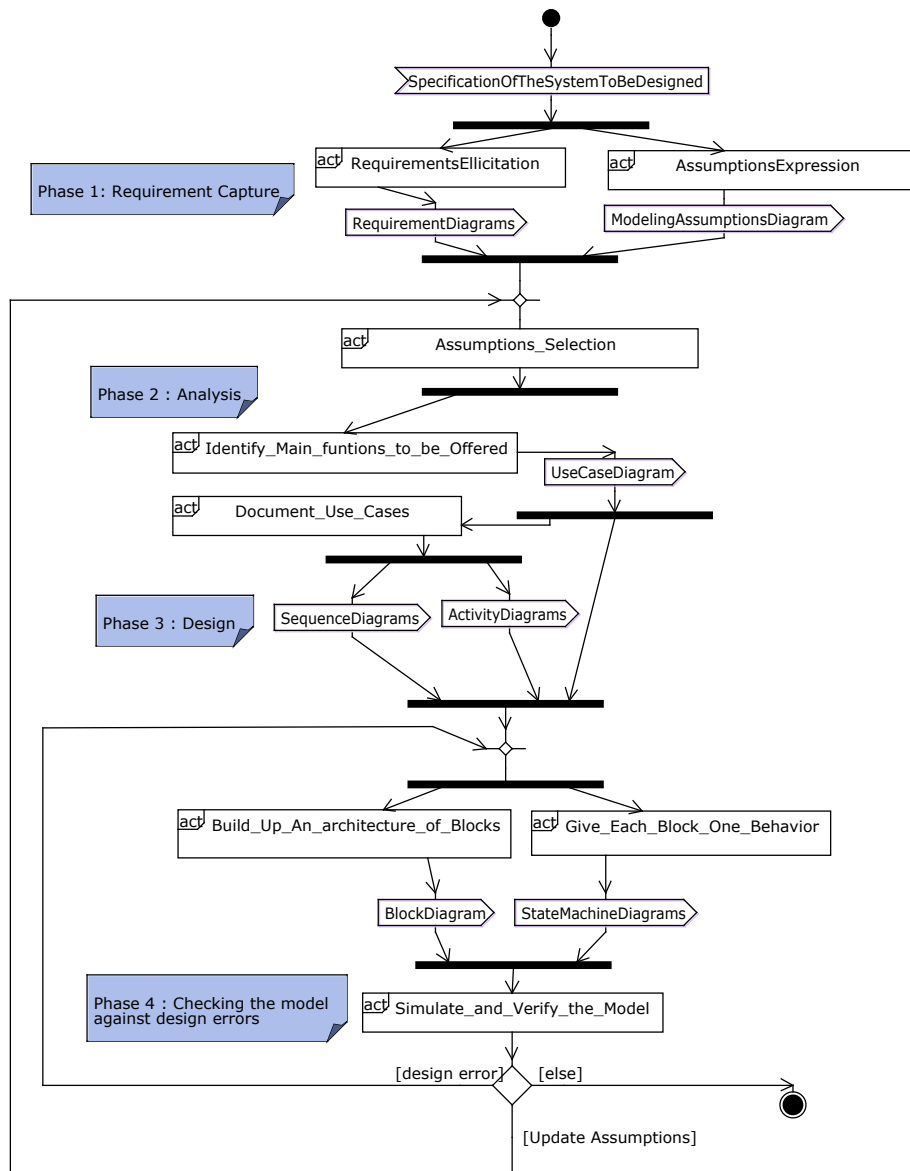 SpecificationOfTheSystemToBeDesigned
act
RequirementsEllicitation
act
AssumptionsExpression
Phase 1: Requirement Capture
RequirementDiagrams
ModelingAssumptionsDiagram
act
Assumptions_Selection
Phase 2 : Analysis
act
Identify_Main_funtions_to_be_Offered
UseCaseDiagram
act
Document_Use_Cases
Phase 3 : Design
SequenceDiagrams
ActivityDiagrams
act
Build_Up_An_architecture_of_Blocks
act
Give_Each_Block_One_Behavior
BlockDiagram
StateMachineDiagrams
Phase 4 : Checking the model
against design errors
act
Simulate_and_Verify_the_Model
[design error]
[else]
[Update Assumptions]